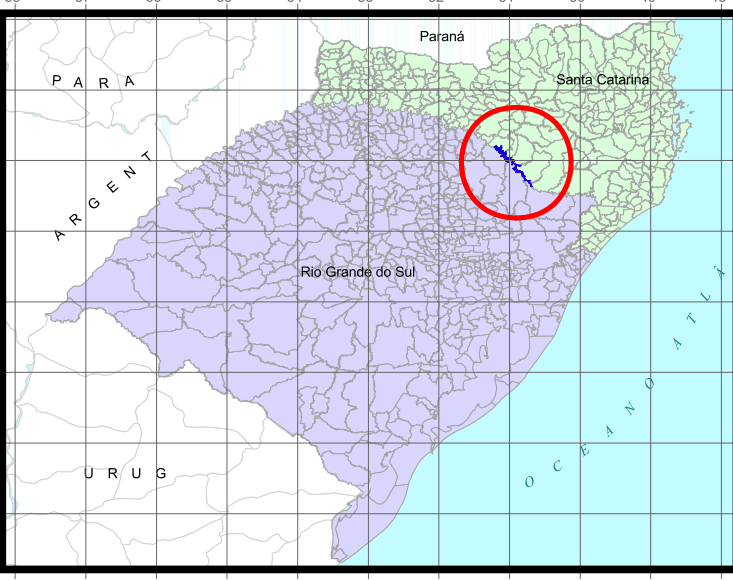 Paraná
Santa Catarina
P A R A
A R G E N T
Rio Grande do Sul
O C E A N O A T L Â
U R U G